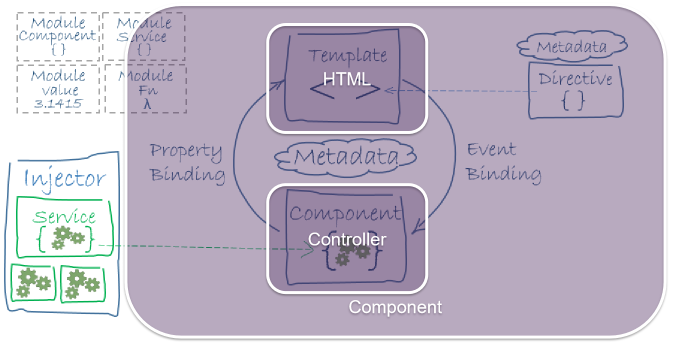 Module
Component
{ }
Module
Service
{ }
Module
value
3.1415
Module
Fn
λ
Template
HTML
< >
Metadata
Directive
{ }
Property
Binding
Metadata
Event
Binding
Injector
Service
{ }
Component
Controller
{ }
Component